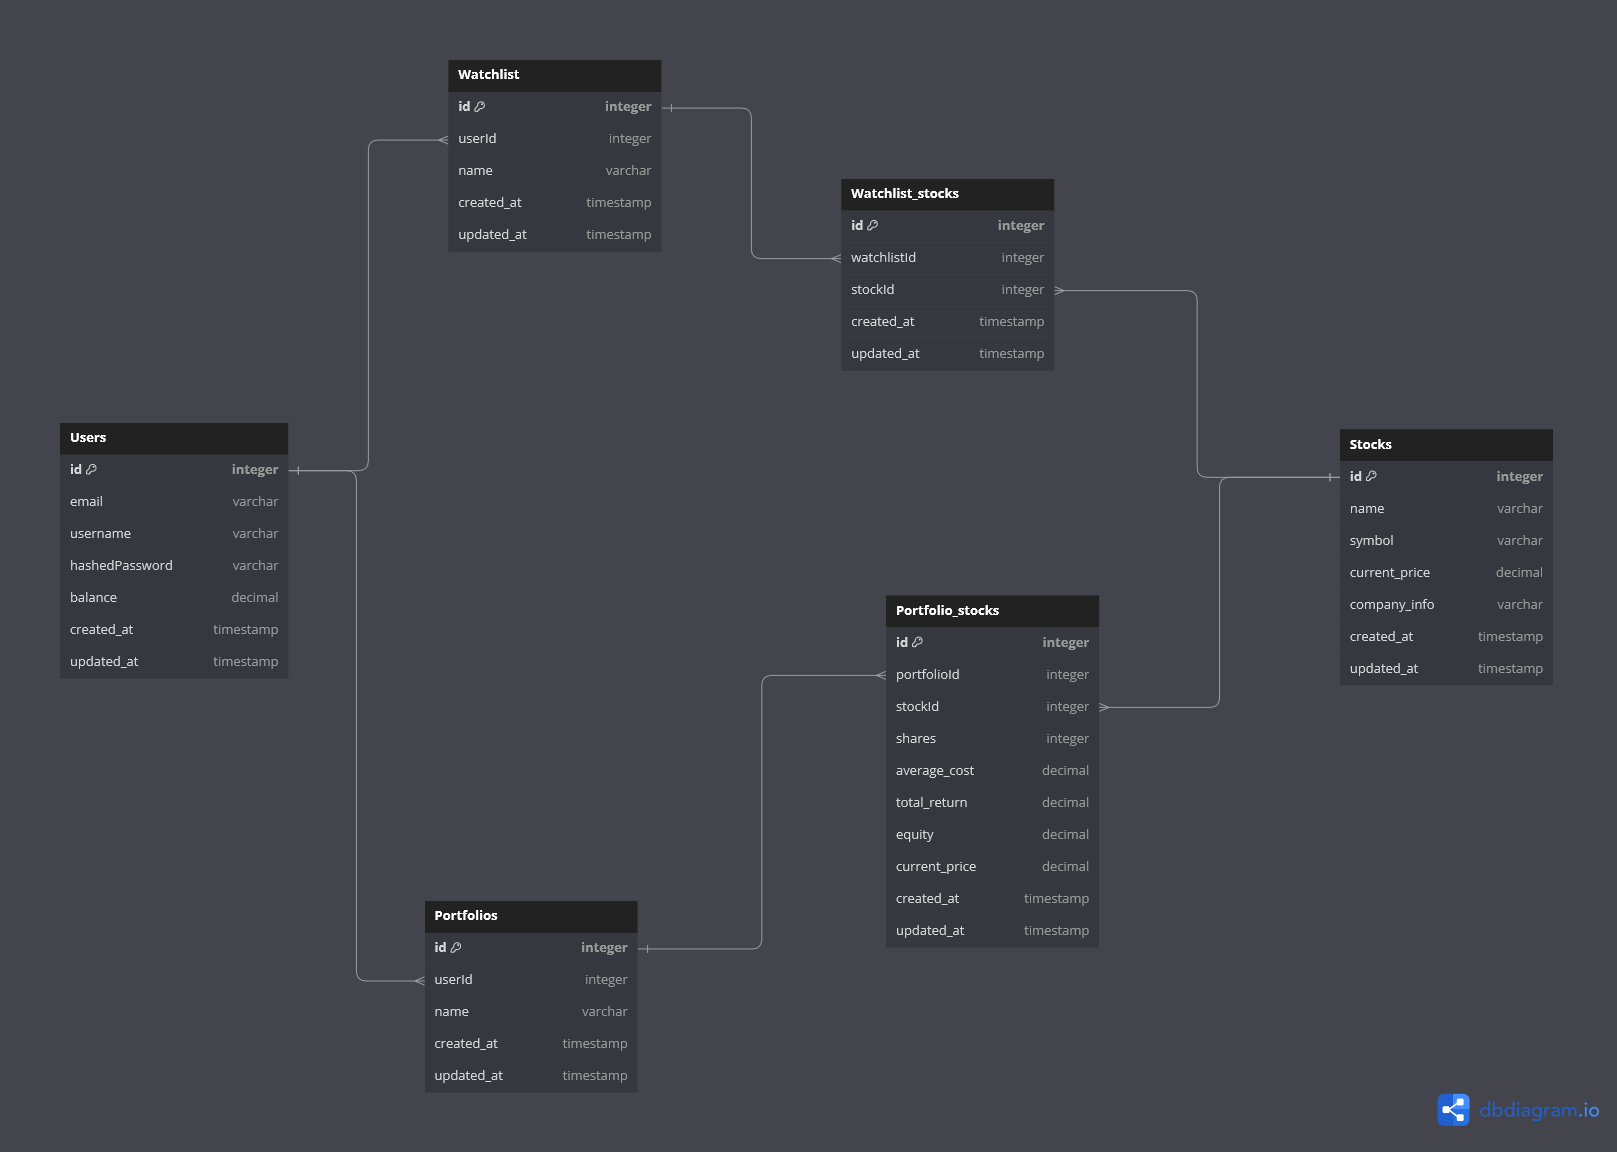 Watchlist
id integer
userId integer
name varchar
created_at timestamp
updated_at timestamp
Watchlist_stocks
id integer
watchlistId integer
stockId integer
created_at timestamp
updated_at timestamp
Users
id integer
email varchar
username varchar
hashedPassword varchar
balance decimal
created_at timestamp
updated_at timestamp
Stocks
id integer
name varchar
symbol varchar
current_price decimal
company_info varchar
created_at timestamp
updated_at timestamp
Portfolio_stocks
id integer
portfolioId integer
stockId integer
shares integer
average_cost decimal
total_return decimal
equity decimal
current_price decimal
created_at timestamp
updated_at timestamp
Portfolios
id integer
userId integer
name varchar
created_at timestamp
updated_at timestamp
dbdiagram.io